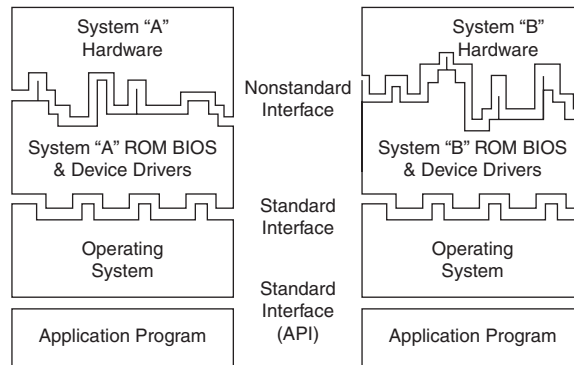 System “A”
Hardware
System “A” ROM BIOS
& Device Drivers
Operating
System
Application Program
Nonstandard
Interface
Standard
Interface
Standard
Interface
(API)
System “B”
Hardware
System “B” ROM BIOS
& Device Drivers
Operating
System
Application Program